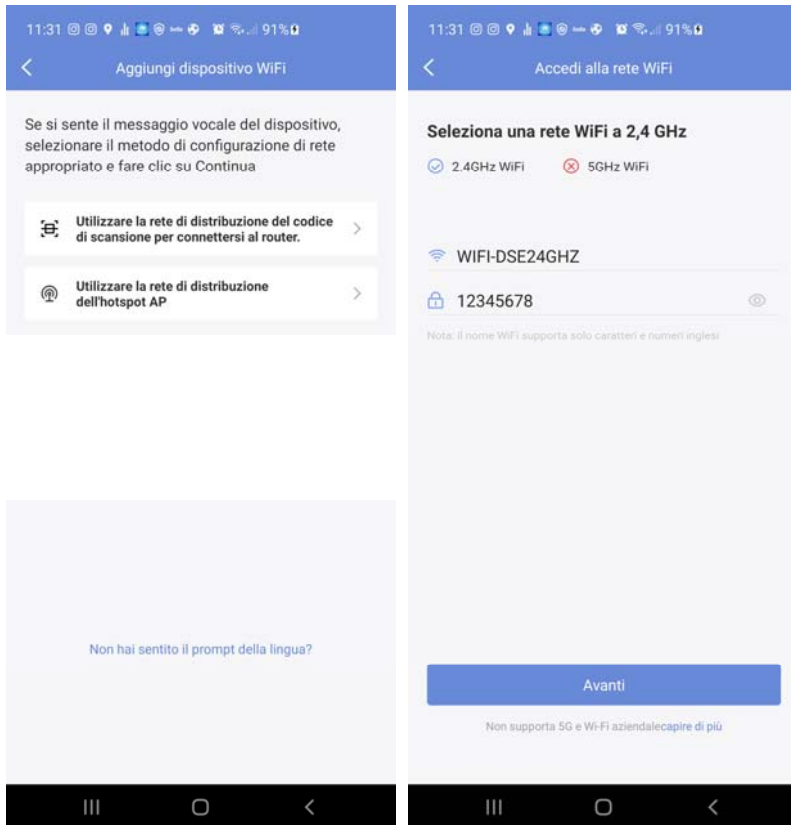 11:31
91%
Aggiungi dispositivo WiFi
Se si sente il messaggio vocale del dispositivo,
selezionare il metodo di configurazione di rete
appropriato e fare clic su Continua
Utilizzare la rete di distribuzione del codice
di scansione per connettersi al router.
Utilizzare la rete di distribuzione
dell'hotspot AP
Non hai sentito il prompt della lingua?
11:31
91%
Accedi alla rete WiFi
Seleziona una rete WiFi a 2,4 GHz
2.4GHz WiFi
5GHz WiFi
WIFI-DSE24GHZ
12345678
Nota: il nome WiFi supporta solo caratteri e numeri inglesi
Avanti
Non supporta 5G e Wi-Fi aziendalecapire di più